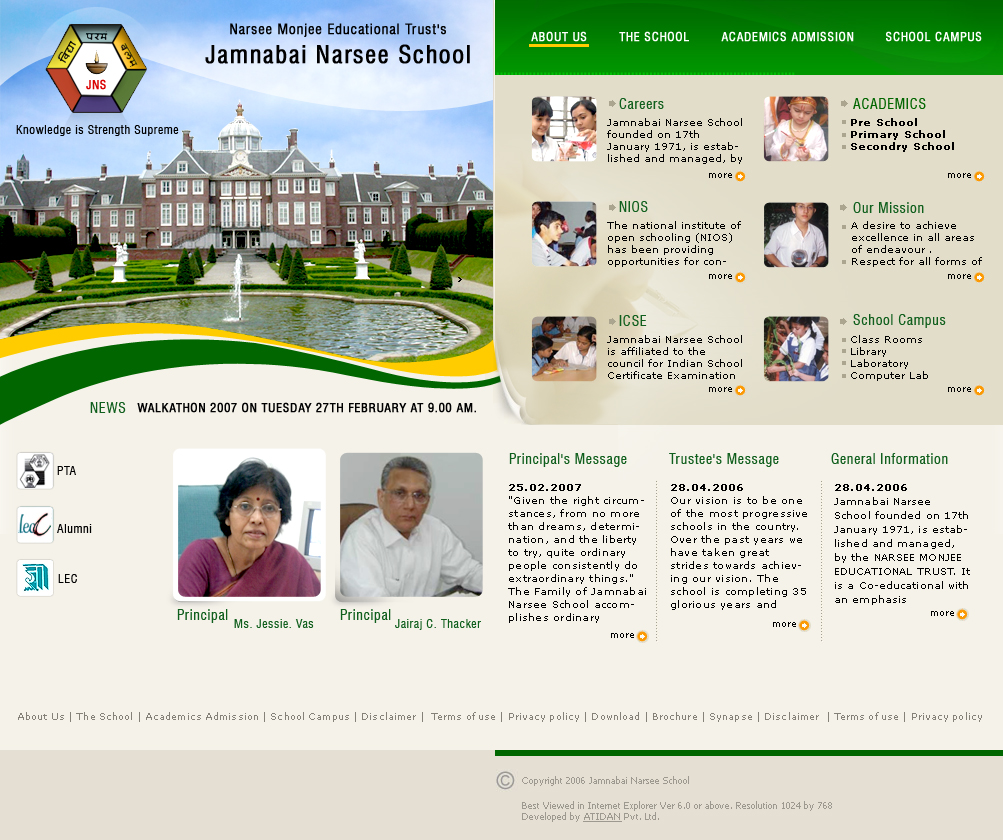 Narsee Monjee Educational Trust's
Jamnabai Narsee School
विद्या परमं बलम
JNS
Knowledge is Strength Supreme
ABOUT US
THE SCHOOL
ACADEMICS ADMISSION
SCHOOL CAMPUS
Careers
Jamnabai Narsee School
founded on 17th
January 1971, is estab-
lished and managed, by
more
ACADEMICS
Pre School
Primary School
Secondry School
more
NIOS
The national institute of
open schooling (NIOS)
has been providing
opportunities for con-
more
Our Mission
A desire to achieve
excellence in all areas
of endeavour .
Respect for all forms of
more
ICSE
Jamnabai Narsee School
is affiliated to the
council for Indian School
Certificate Examination
more
School Campus
Class Rooms
Library
Laboratory
Computer Lab
more
NEWS WALKATHON 2007 ON TUESDAY 27TH FEBRUARY AT 9.00 AM.
PTA
leaC Alumni
LEC
Principal Ms. Jessie. Vas
Principal Jairaj C. Thacker
Principal's Message
25.02.2007
"Given the right circum-
stances, from no more
than dreams, determi-
nation, and the liberty
to try, quite ordinary
people consistently do
extraordinary things."
The Family of Jamnabai
Narsee School accom-
plishes ordinary
more
Trustee's Message
28.04.2006
Our vision is to be one
of the most progressive
schools in the country.
Over the past years we
have taken great
strides towards achiev-
ing our vision. The
school is completing 35
glorious years and
more
General Information
28.04.2006
Jamnabai Narsee
School founded on 17th
January 1971, is estab-
lished and managed,
by the NARSEE MONJEE
EDUCATIONAL TRUST. It
is a Co-educational with
an emphasis
more
About Us | The School | Academics Admission | School Campus | Disclaimer | Terms of use | Privacy policy | Download | Brochure | Synapse | Disclaimer | Terms of use | Privacy policy
© Copyright 2006 Jamnabai Narsee School
Best Viewed in Internet Explorer Ver 6.0 or above. Resolution 1024 by 768
Developed by ATIDAN Pvt. Ltd.